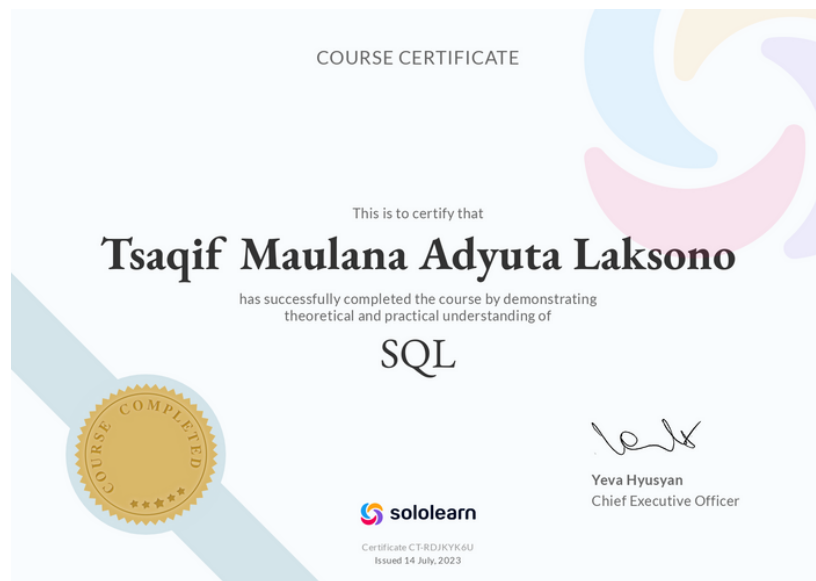 COURSE CERTIFICATE
This is to certify that
Tsaqif Maulana Adyuta Laksono
has successfully completed the course by demonstrating
theoretical and practical understanding of
SQL
COURSE COMPLETED
Yeva Hyusyan
Chief Executive Officer
sololearn
Certificate CT-RDJKYK6U
Issued 14 July, 2023